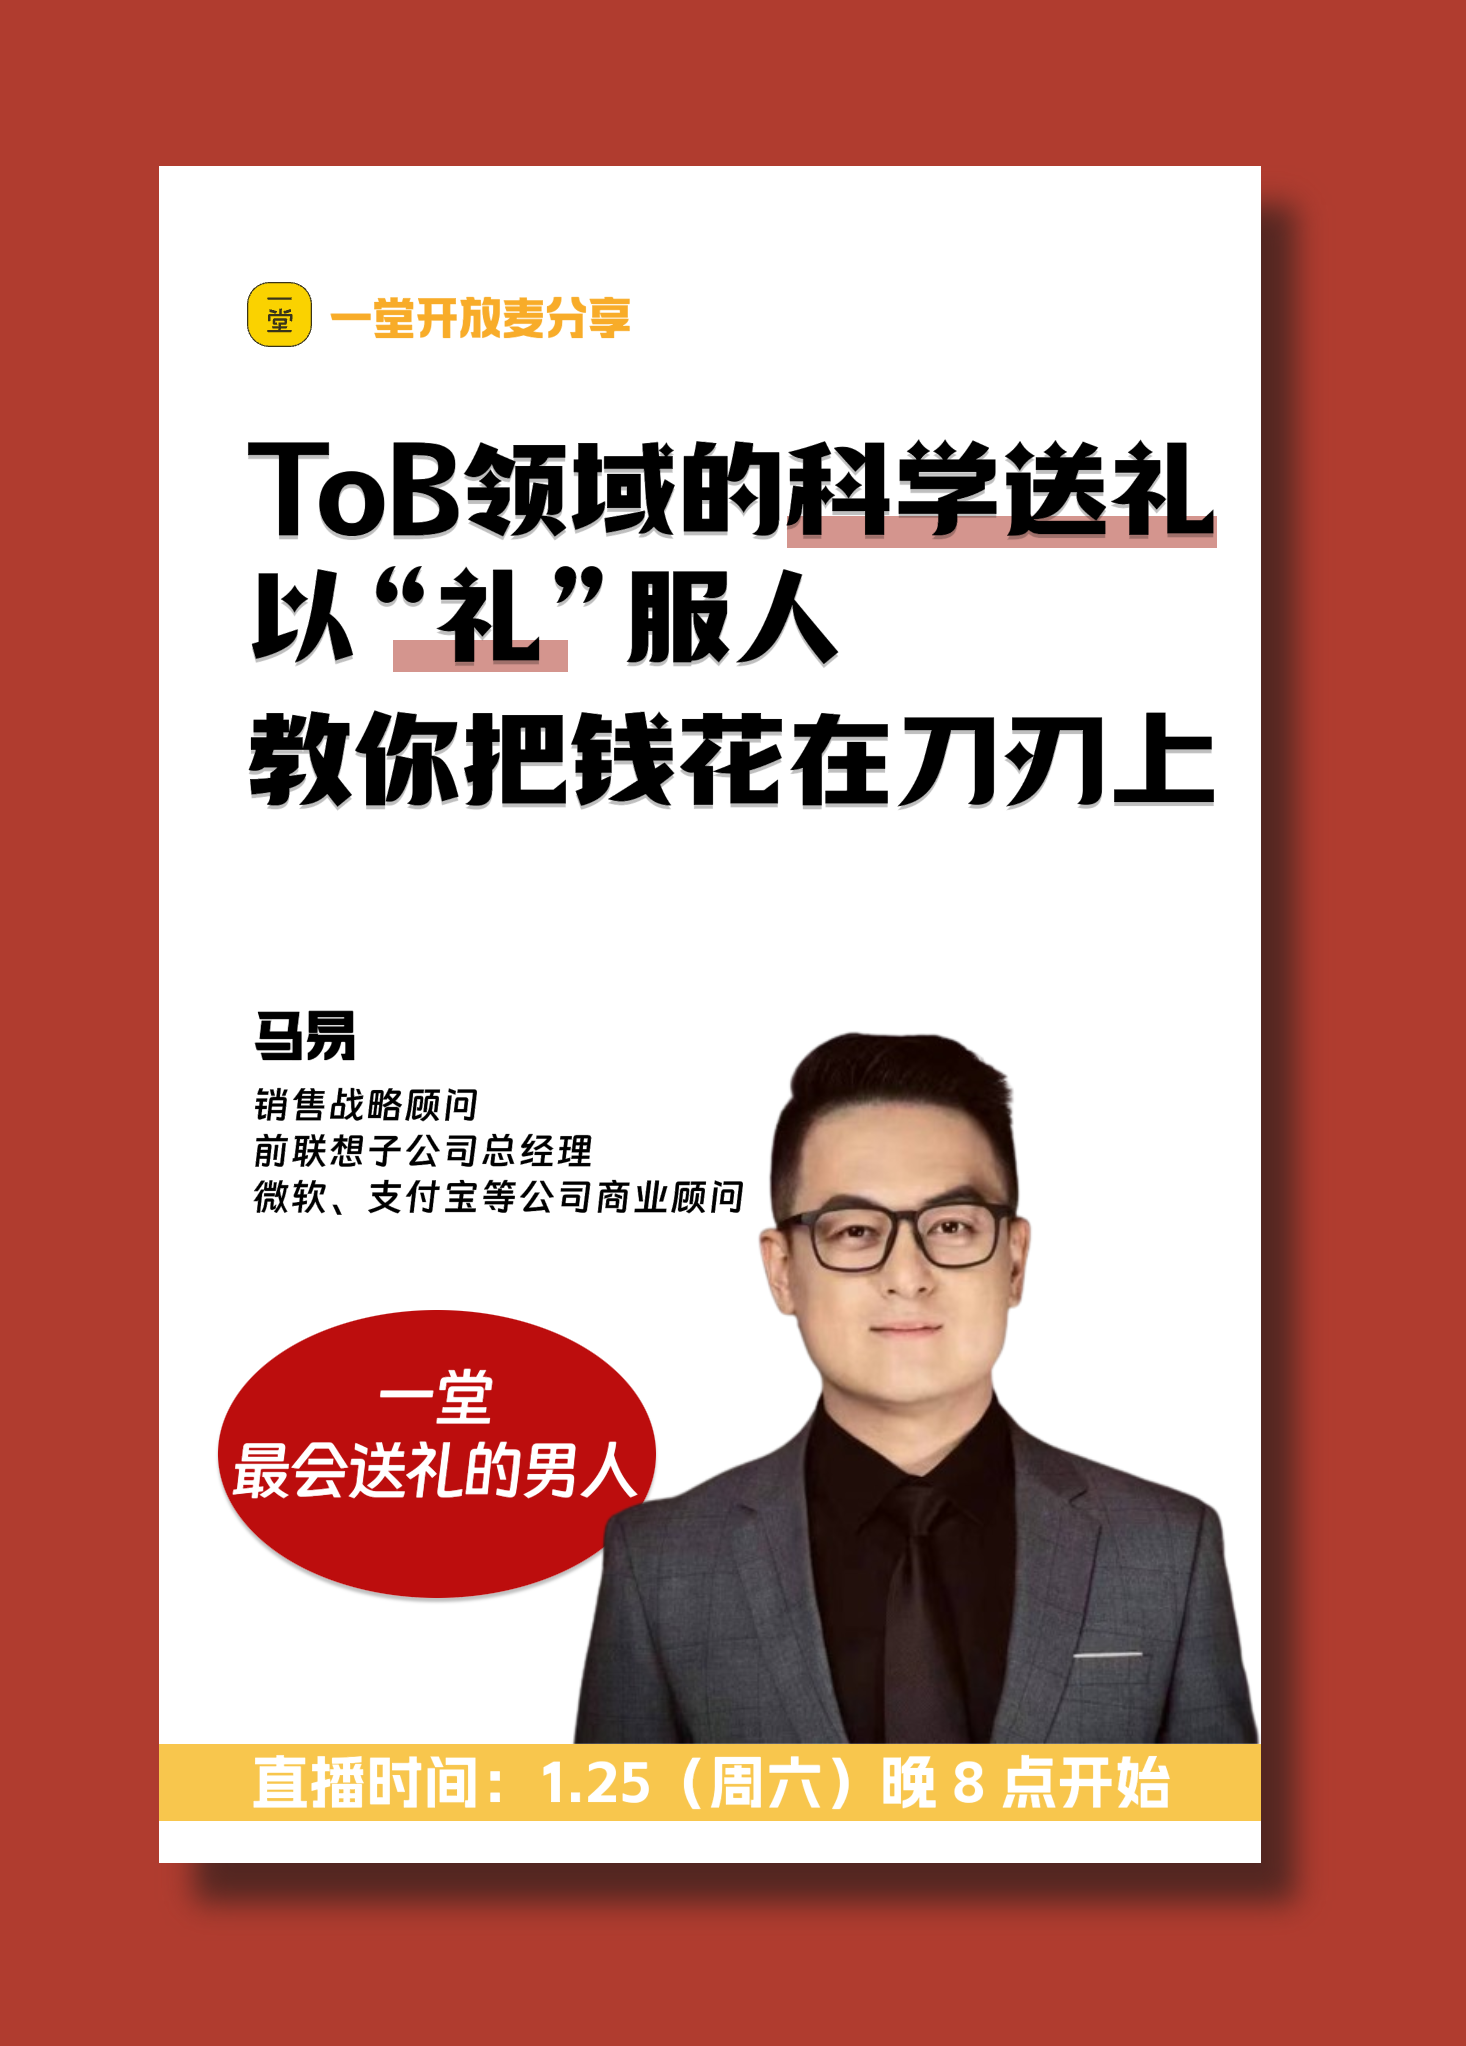 一堂
一堂开放麦分享
ToB领域的科学送礼
以“礼”服人
教你把钱花在刀刃上
马易
销售战略顾问
前联想子公司总经理
微软、支付宝等公司商业顾问
一堂
最会送礼的男人
直播时间：1.25（周六）晚 8 点开始